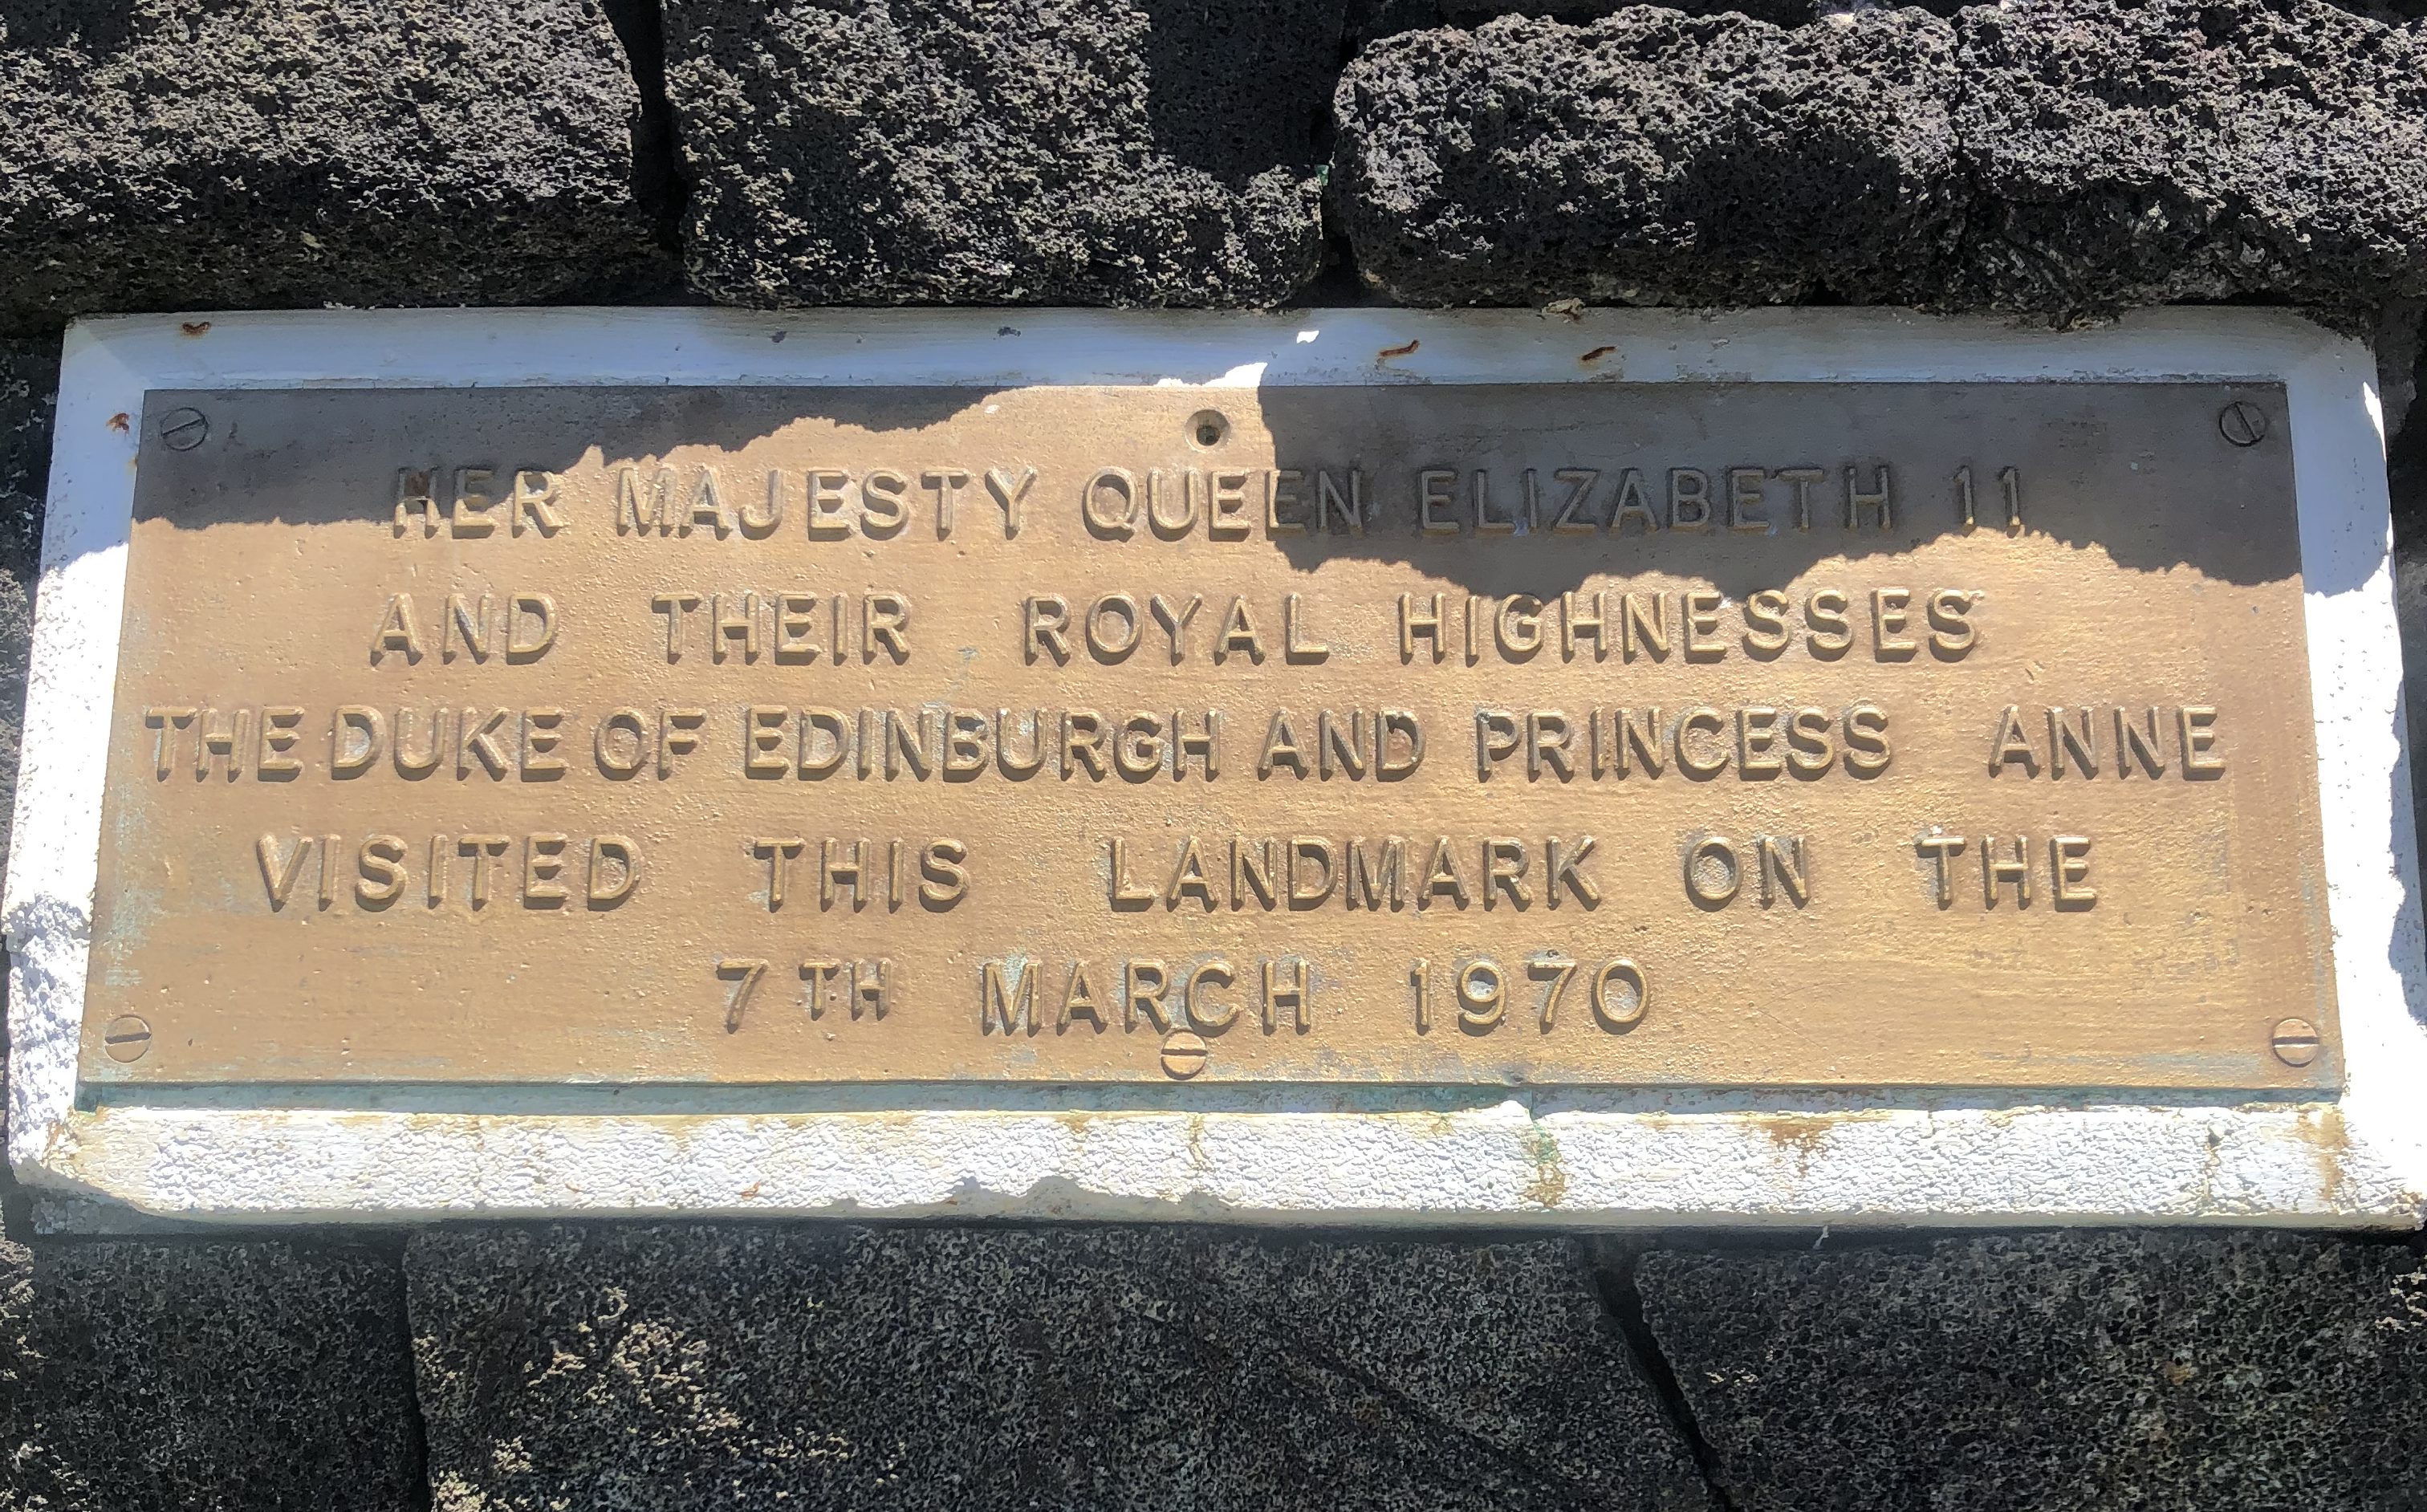 HER MAJESTY QUEEN ELIZABETH 11
AND THEIR ROYAL HIGHNESSES
THE DUKE OF EDINBURGH AND PRINCESS ANNE
VISITED THIS LANDMARK ON THE
7TH MARCH 1970